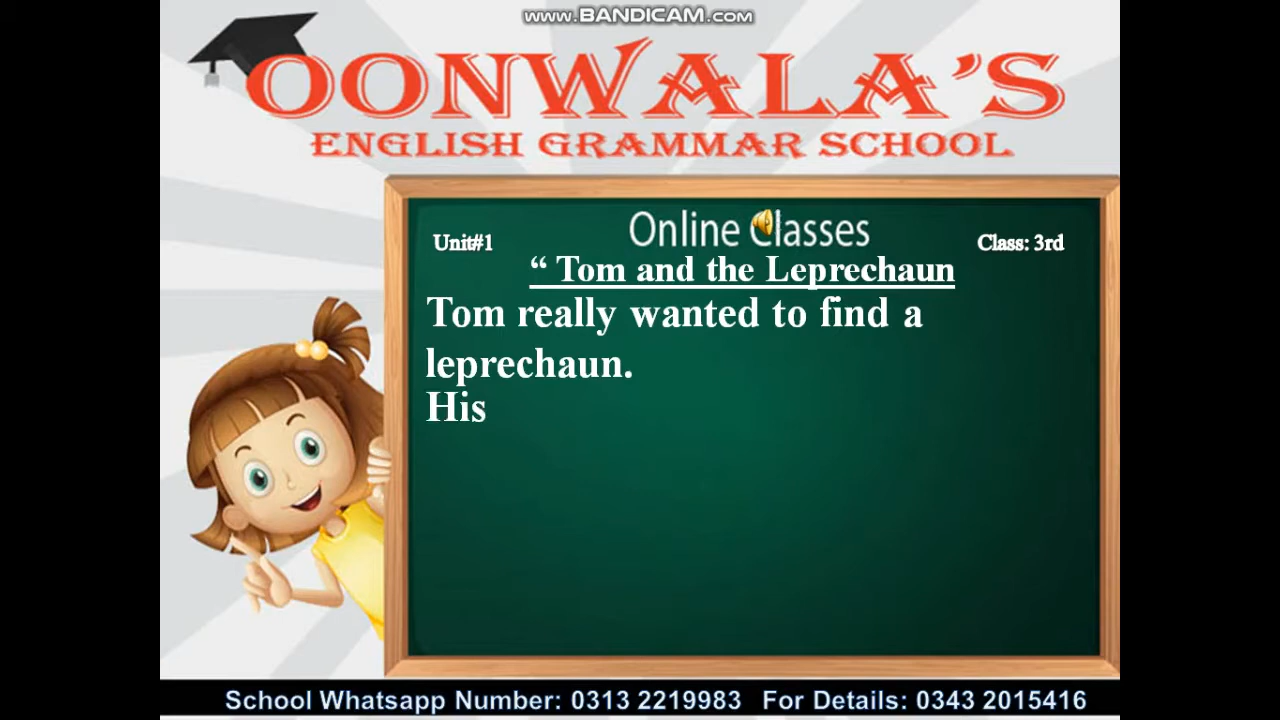 www.BANDICAM.com
OONWALA'S
ENGLISH GRAMMAR SCHOOL
Online Classes
Unit#1
Class: 3rd
“ Tom and the Leprechaun
Tom really wanted to find a
leprechaun.
His
School Whatsapp Number: 0313 2219983 For Details: 0343 2015416